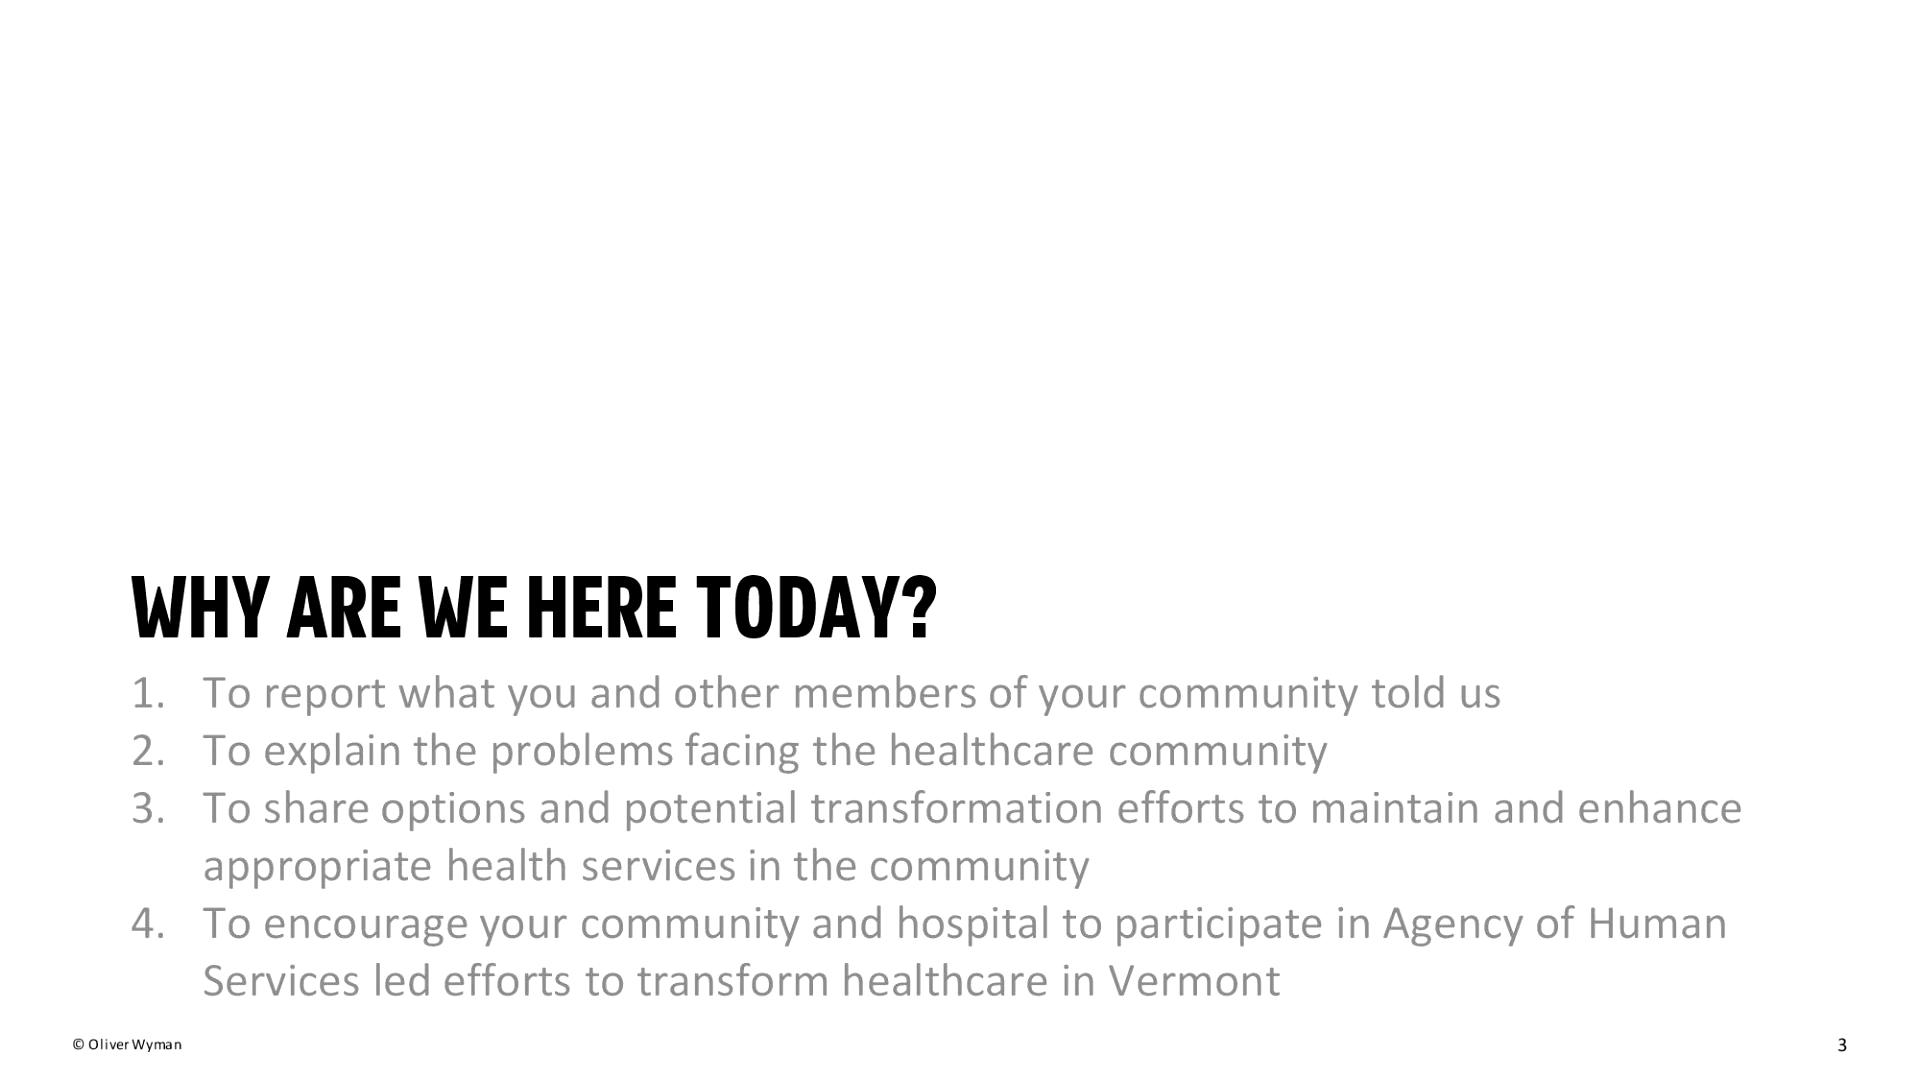 WHY ARE WE HERE TODAY?
1. To report what you and other members of your community told us
2. To explain the problems facing the healthcare community
3. To share options and potential transformation efforts to maintain and enhance
appropriate health services in the community
4. To encourage your community and hospital to participate in Agency of Human
Services led efforts to transform healthcare in Vermont
© Oliver Wyman
3